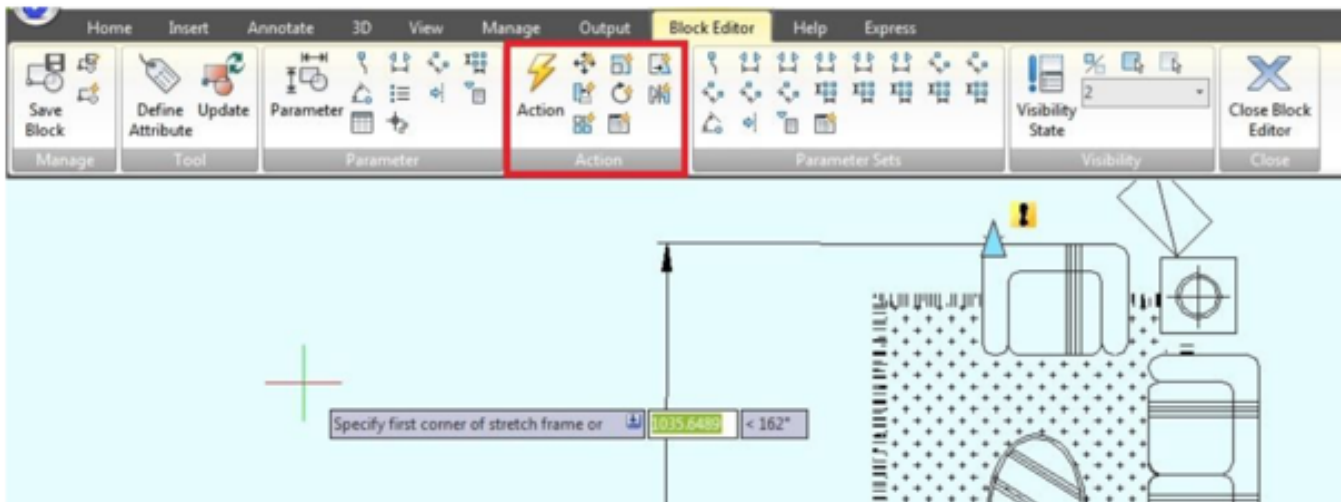 Home Insert Annotate 3D View Manage Output Block Editor Help Express
Save Block
Define Attribute
Update
Parameter
Action
2
Visibility State
Close Block Editor
Manage Tool Parameter Action Parameter Sets Visibility Close
Specify first corner of stretch frame or 1035.6489 < 162°